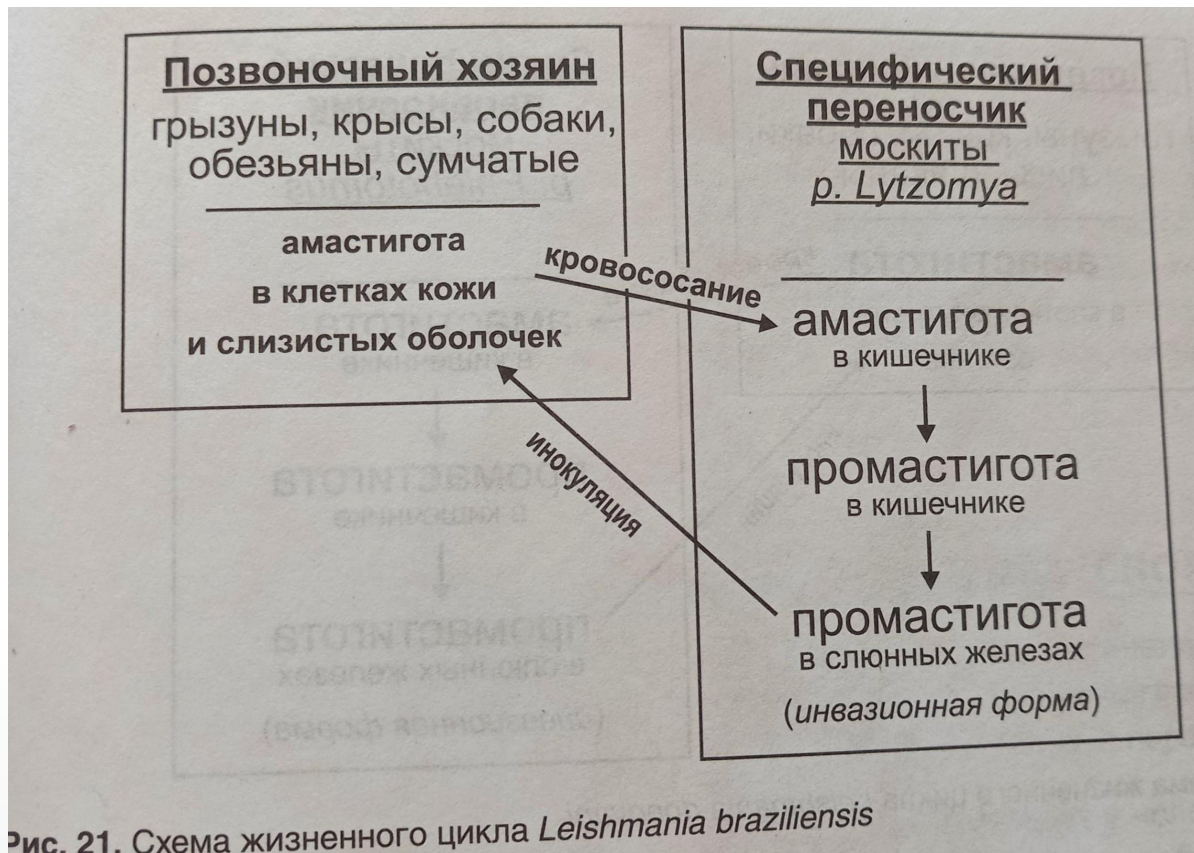 Позвоночный хозяин
грызуны, крысы, собаки,
обезьяны, сумчатые
амастигота
в клетках кожи
и слизистых оболочек
кровососание
инокуляция
Специфический
переносчик
москиты
р. Lytzomya
амастигота
в кишечнике
промастигота
в кишечнике
промастигота
в слюнных железах
(инвазионная форма)
Рис. 21. Схема жизненного цикла Leishmania braziliensis